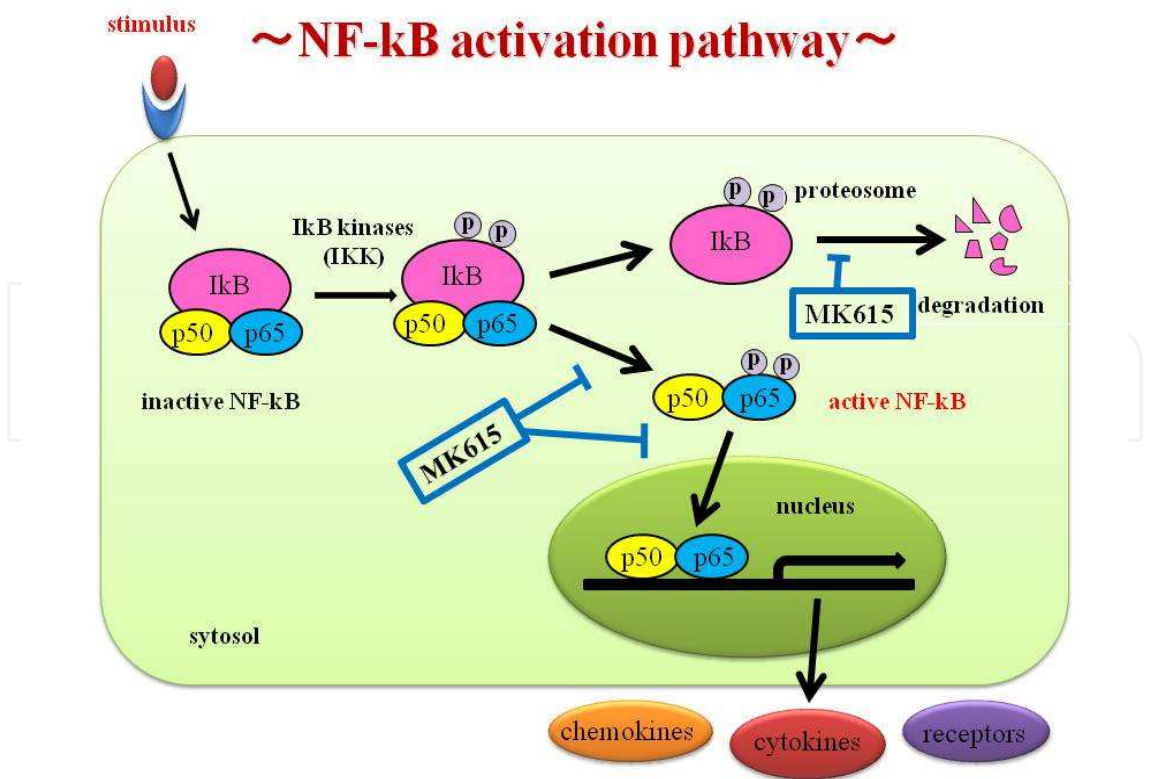 stimulus
~NF-kB activation pathway~
p p
proteosome
IkB kinases
(IKK)
p p
IkB
IkB
IkB
p50 p65
p50 p65
MK615
degradation
p p
inactive NF-kB
p50 p65
active NF-kB
MK615
nucleus
p50 p65
sytosol
chemokines
cytokines
receptors